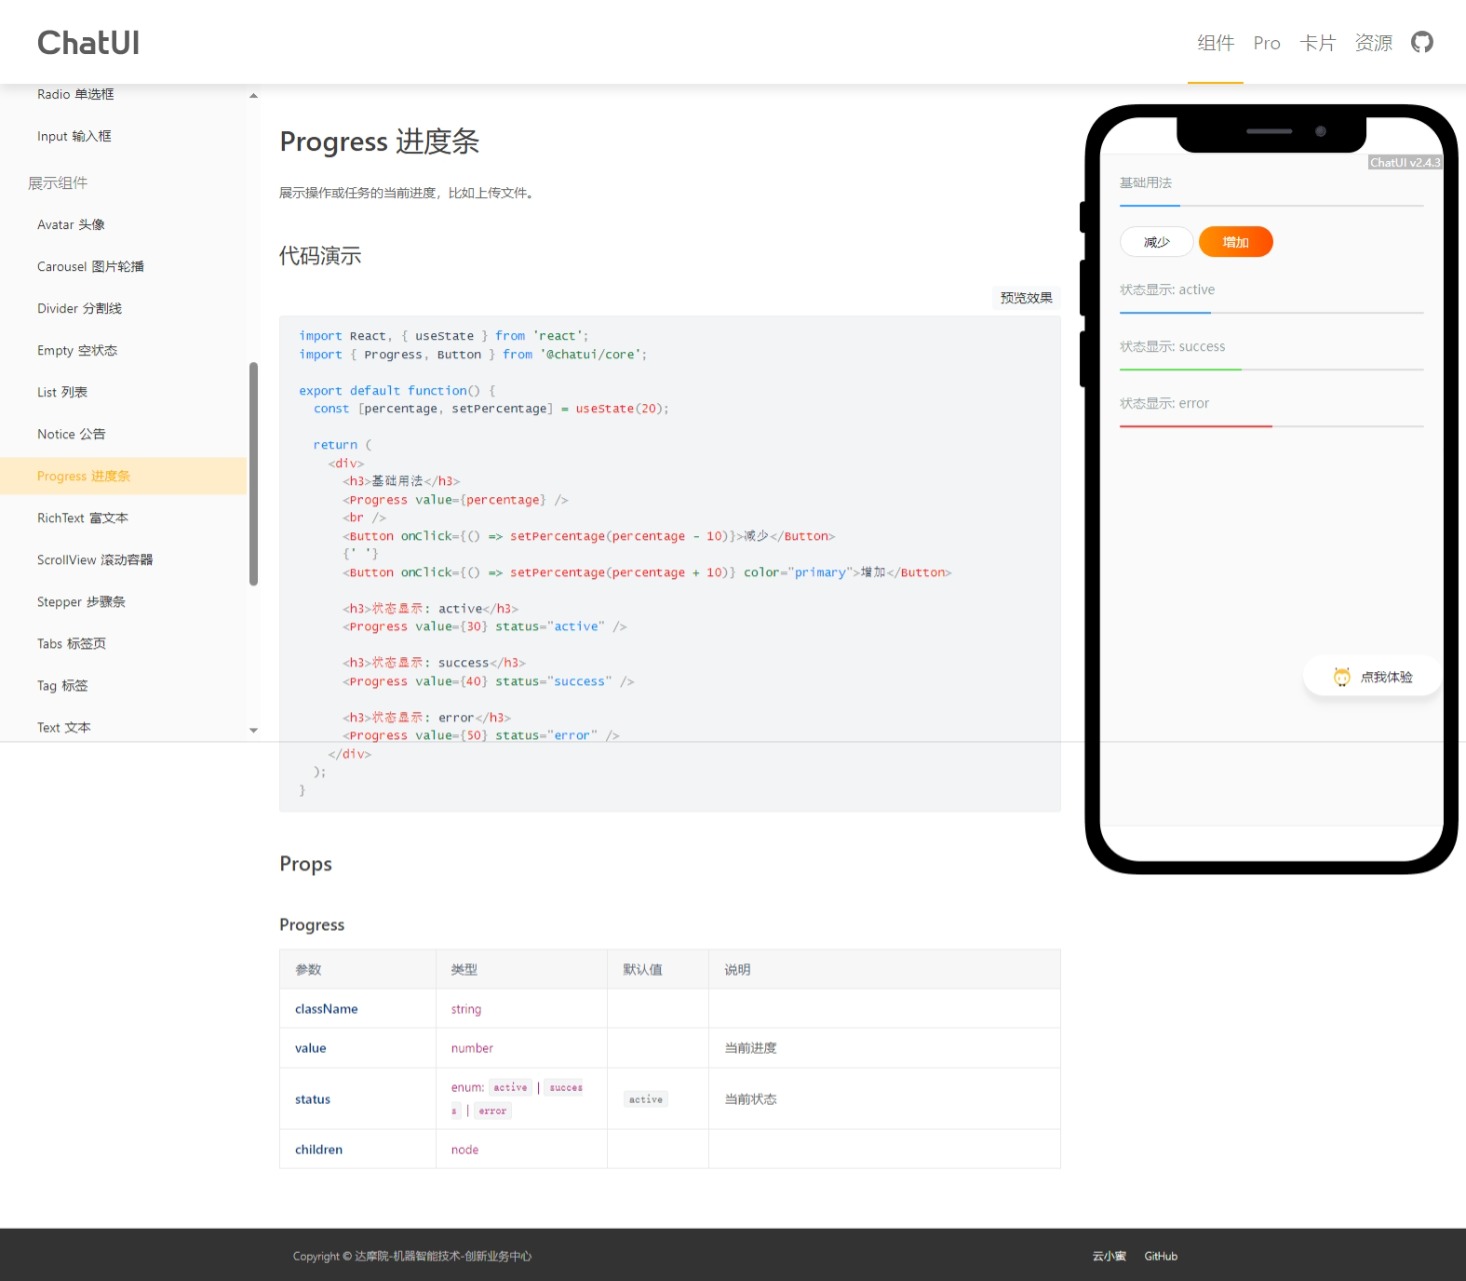 ChatUI
组件 Pro 卡片 资源
Radio 单选框
Input 输入框
展示组件
Avatar 头像
Carousel 图片轮播
Divider 分割线
Empty 空状态
List 列表
Notice 公告
Progress 进度条
RichText 富文本
ScrollView 滚动容器
Stepper 步骤条
Tabs 标签页
Tag 标签
Text 文本
Progress 进度条
展示操作或任务的当前进度，比如上传文件。
代码演示
预览效果
import React, { useState } from 'react';
import { Progress, Button } from '@chatui/core';
export default function() {
const [percentage, setPercentage] = useState(20);
return (
<div>
<h3>基础用法</h3>
<Progress value={percentage} />
<br />
<Button onClick={() => setPercentage(percentage - 10)}>减少</Button>
{' '}
<Button onClick={() => setPercentage(percentage + 10)} color="primary">增加</Button>
<h3>状态显示: active</h3>
<Progress value={30} status="active" />
<h3>状态显示: success</h3>
<Progress value={40} status="success" />
<h3>状态显示: error</h3>
<Progress value={50} status="error" />
</div>
);
}
Props
Progress
参数 类型 默认值 说明
className string
value number 当前进度
status enum: active | succes
s | error active 当前状态
children node
ChatUI v2.4.3
基础用法
减少 增加
状态显示: active
状态显示: success
状态显示: error
点我体验
Copyright © 达摩院-机器智能技术-创新业务中心
云小蜜 GitHub